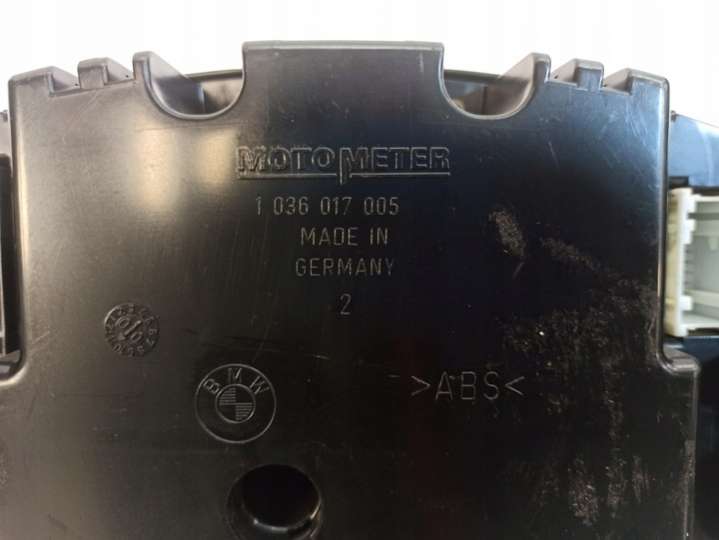 MOTOMETER
1 036 017 005
MADE IN
GERMANY
2
BMW
>ABS<